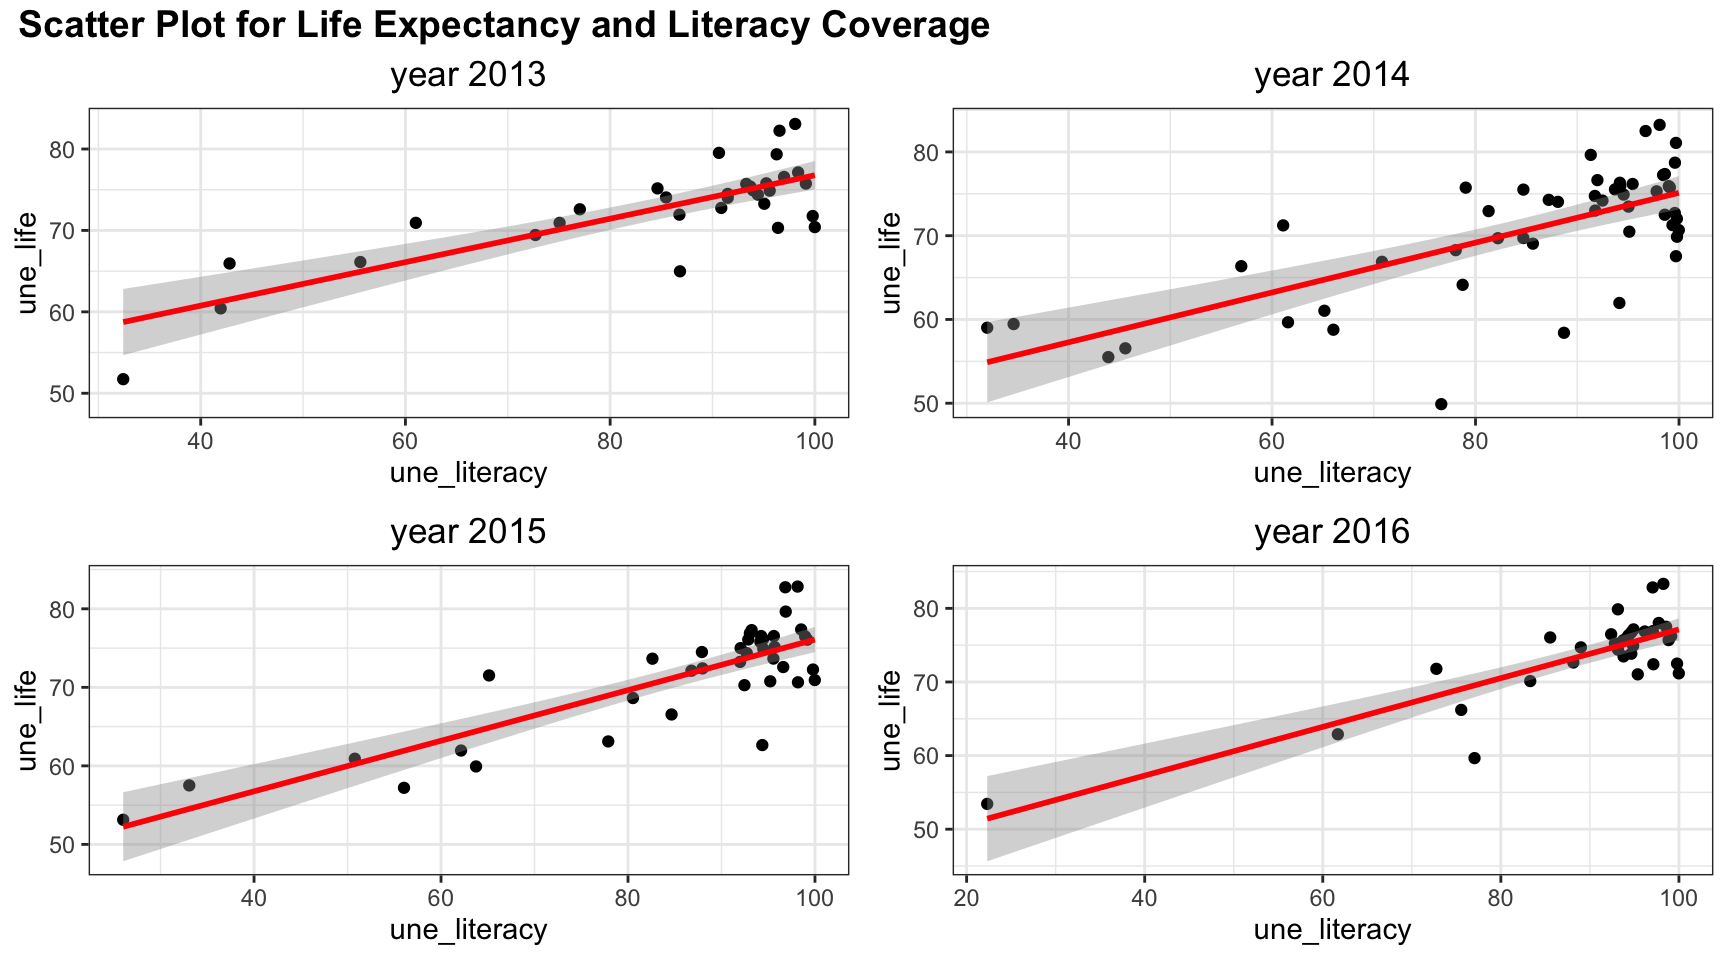 Scatter Plot for Life Expectancy and Literacy Coverage
year 2013
une_life
80
70
60
50
40 60 80 100
une_literacy
year 2014
une_life
80
70
60
50
40 60 80 100
une_literacy
year 2015
une_life
80
70
60
50
40 60 80 100
une_literacy
year 2016
une_life
80
70
60
50
20 40 60 80 100
une_literacy